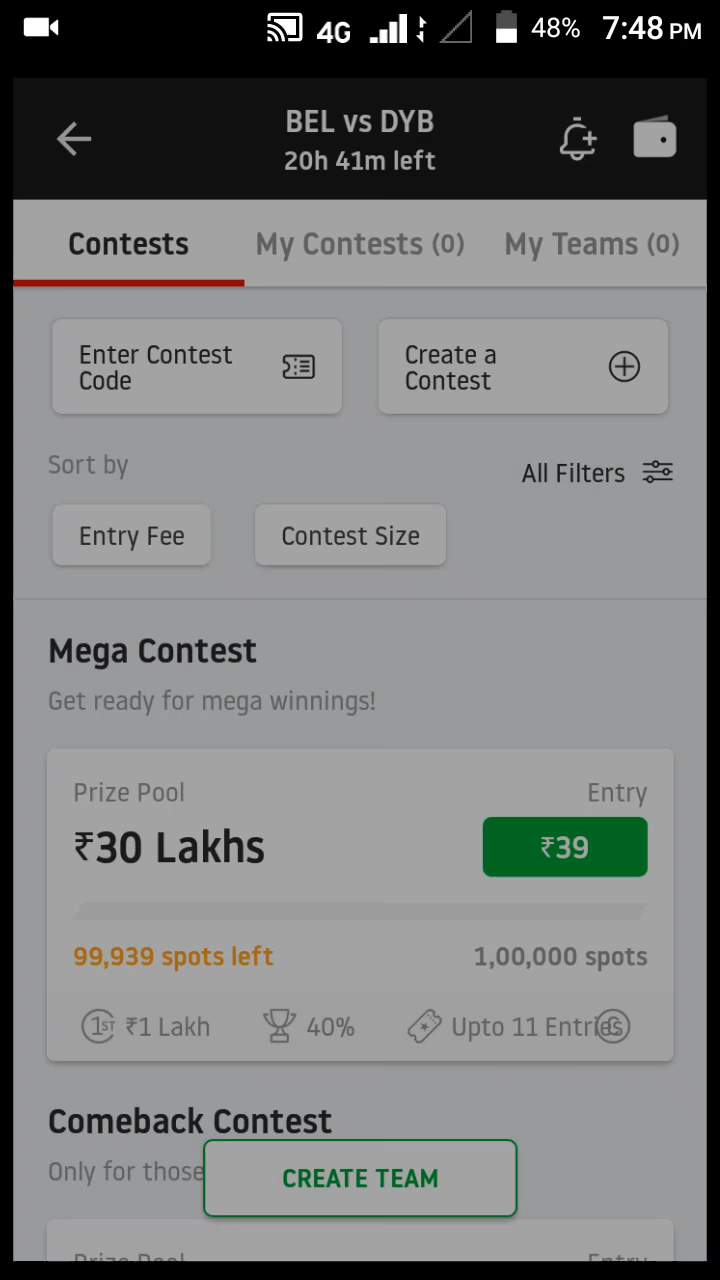 4G 48% 7:48 PM
BEL vs DYB
20h 41m left
Contests My Contests (0) My Teams (0)
Enter Contest
Code
Create a
Contest
Sort by
All Filters
Entry Fee Contest Size
Mega Contest
Get ready for mega winnings!
Prize Pool Entry
₹30 Lakhs ₹39
99,939 spots left 1,00,000 spots
1ST ₹1 Lakh 40% Upto 11 Entries C
Comeback Contest
Only for those
CREATE TEAM
Prize Pool Entry